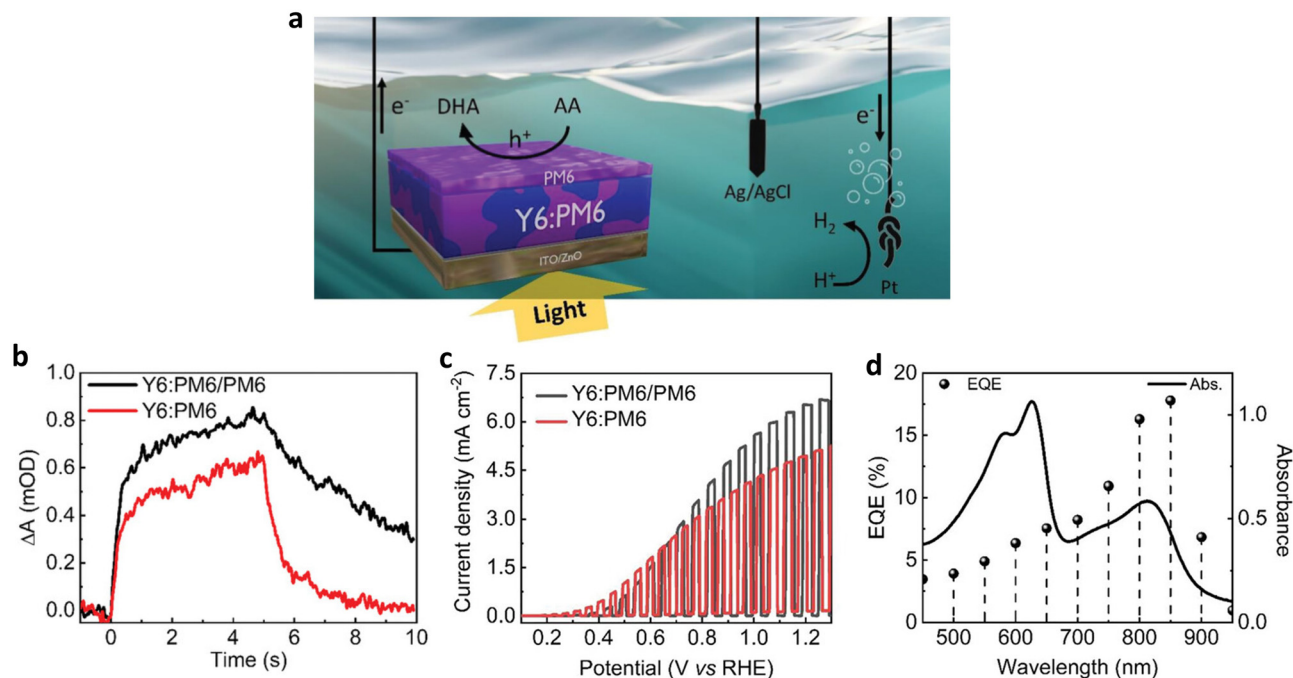 a
e⁻
DHA
AA
h⁺
PM6
Y6:PM6
ITO/ZnO
Light
Ag/AgCl
e⁻
H₂
H⁺
Pt
b
Y6:PM6/PM6
Y6:PM6
1.0
0.8
0.6
0.4
0.2
0.0
ΔA (mOD)
0 2 4 6 8 10
Time (s)
c
Y6:PM6/PM6
Y6:PM6
7.5
6.0
4.5
3.0
1.5
0.0
Current density (mA cm⁻²)
0.2 0.4 0.6 0.8 1.0 1.2
Potential (V vs RHE)
d
EQE
Abs.
20
15
10
5
0
EQE (%)
1.0
0.5
0.0
Absorbance
500 600 700 800 900
Wavelength (nm)